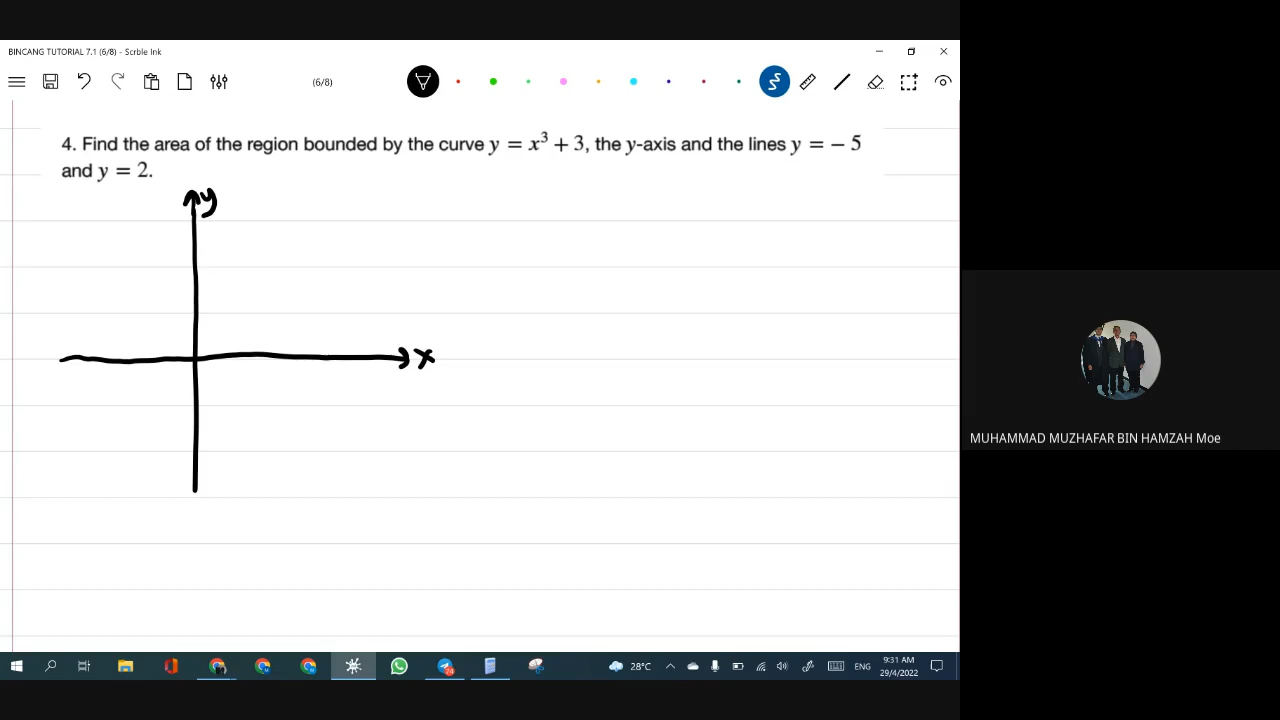 BINCANG TUTORIAL 7.1 (6/8) - Scrble Ink
(6/8)
4. Find the area of the region bounded by the curve y = x³ + 3, the y-axis and the lines y = − 5
and y = 2.
y
x
MUHAMMAD MUZHAFAR BIN HAMZAH Moe
24
28°C
ENG
9:31 AM
29/4/2022